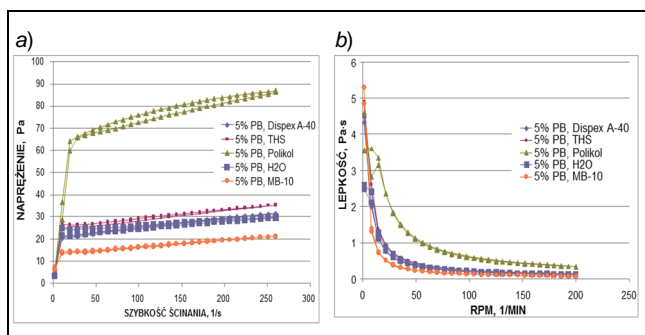 a)
NAPRĘŻENIE, Pa
100
90
80
70
60
50
40
30
20
10
0
0 50 100 150 200 250 300
SZYBKOŚĆ ŚCINANIA, 1/s
5% PB, Dispex A-40
5% PB, THS
5% PB, Polikol
5% PB, H2O
5% PB, MB-10
b)
LEPKOŚĆ, Pa·s
6
5
4
3
2
1
0
0 50 100 150 200 250
RPM, 1/MIN
5% PB, Dispex A-40
5% PB, THS
5% PB, Polikol
5% PB, H2O
5% PB, MB-10